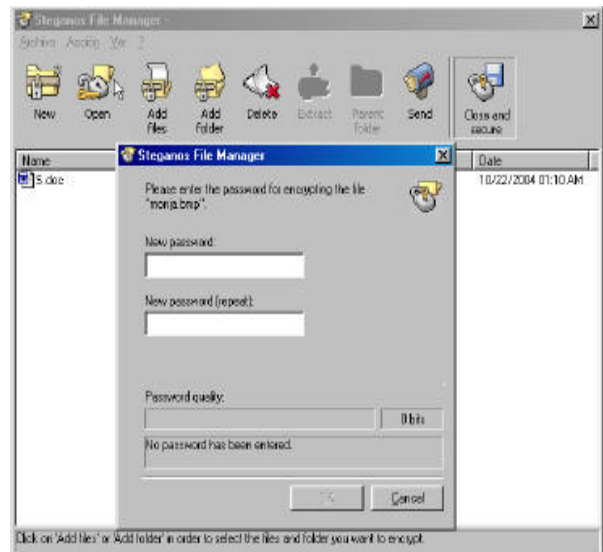 Steganos File Manager -
Archivo Acción Ver ?
New Open Add files Add folder Delete Extract Parent folder Send Close and secure
Name Date
5.doc 10/22/2004 01:10 AM
Steganos File Manager
Please enter the password for encrypting the file
"monja.bmp".
New password:
New password (repeat):
Password quality:
0 bits
No password has been entered.
OK Cancel
Click on 'Add files' or 'Add folder' in order to select the files and folder you want to encrypt.